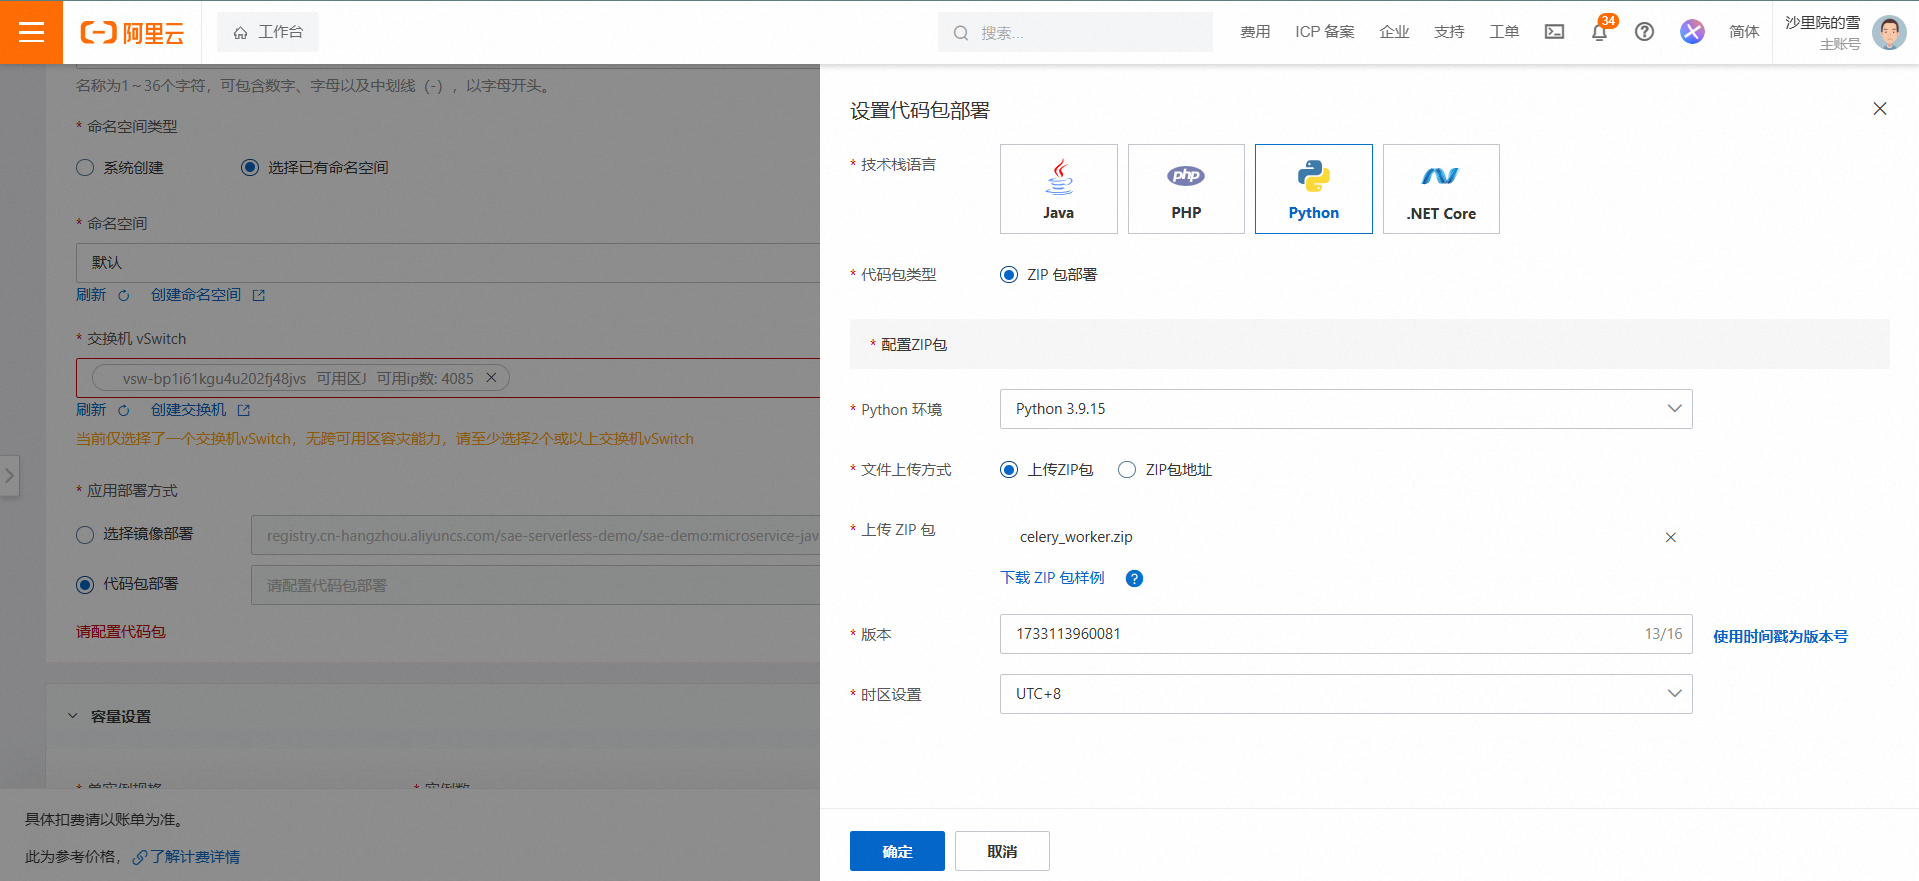 阿里云
工作台
搜索...
费用
ICP 备案
企业
支持
工单
34
简体
沙里院的雪
主账号
名称为1~36个字符，可包含数字、字母以及中划线（-），以字母开头。
* 命名空间类型
系统创建
选择已有命名空间
* 命名空间
默认
刷新
创建命名空间
* 交换机 vSwitch
vsw-bp1i61kgu4u202fj48jvs 可用区J 可用ip数: 4085
刷新
创建交换机
当前仅选择了一个交换机vSwitch，无跨可用区容灾能力，请至少选择2个或以上交换机vSwitch
* 应用部署方式
选择镜像部署
registry.cn-hangzhou.aliyuncs.com/sae-serverless-demo/sae-demo:microservice-jav
代码包部署
请配置代码包部署
请配置代码包
容量设置
* 单实例规格
* 实例数
具体扣费请以账单为准。
此为参考价格，
了解计费详情
设置代码包部署
* 技术栈语言
Java
php
PHP
Python
.NET Core
* 代码包类型
ZIP 包部署
* 配置ZIP包
* Python 环境
Python 3.9.15
* 文件上传方式
上传ZIP包
ZIP包地址
* 上传 ZIP 包
celery_worker.zip
下载 ZIP 包样例
* 版本
1733113960081
13/16
使用时间戳为版本号
* 时区设置
UTC+8
确定
取消